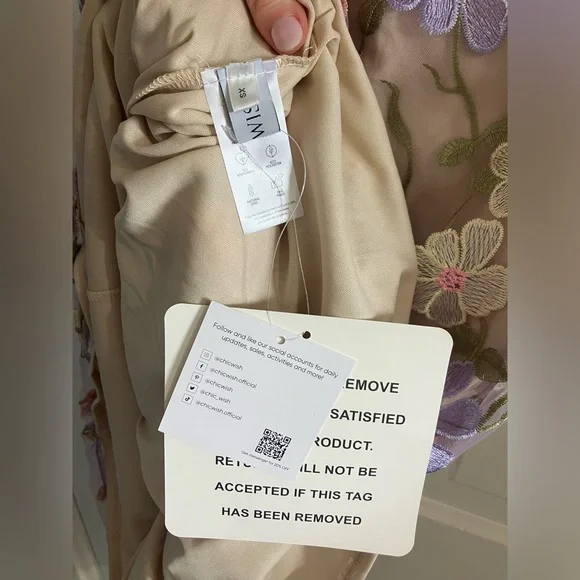 XS
WIS
Follow and like our social accounts for daily
updates, sales, activities and more!
@chicwish
@chicwish.official
@chicwish
@chic_wish
@chicwish.official
EMOVE
SATISFIED
RODUCT.
RETU ILL NOT BE
ACCEPTED IF THIS TAG
HAS BEEN REMOVED